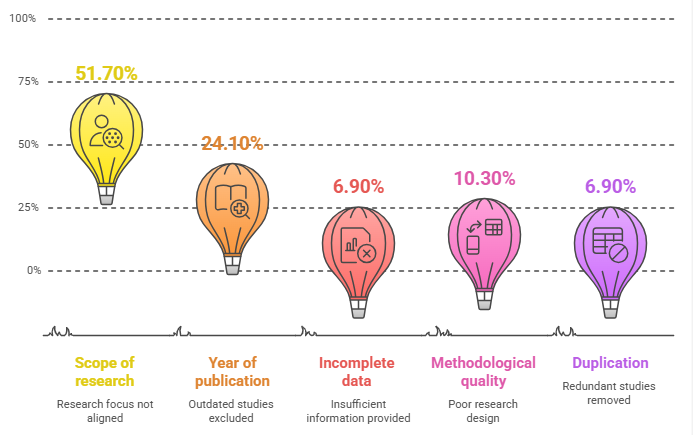 100%
75%
51.70%
50%
24.10%
25%
6.90%
10.30%
6.90%
0%
Scope of
research
Research focus not
aligned
Year of
publication
Outdated studies
excluded
Incomplete
data
Insufficient
information provided
Methodological
quality
Poor research
design
Duplication
Redundant studies
removed